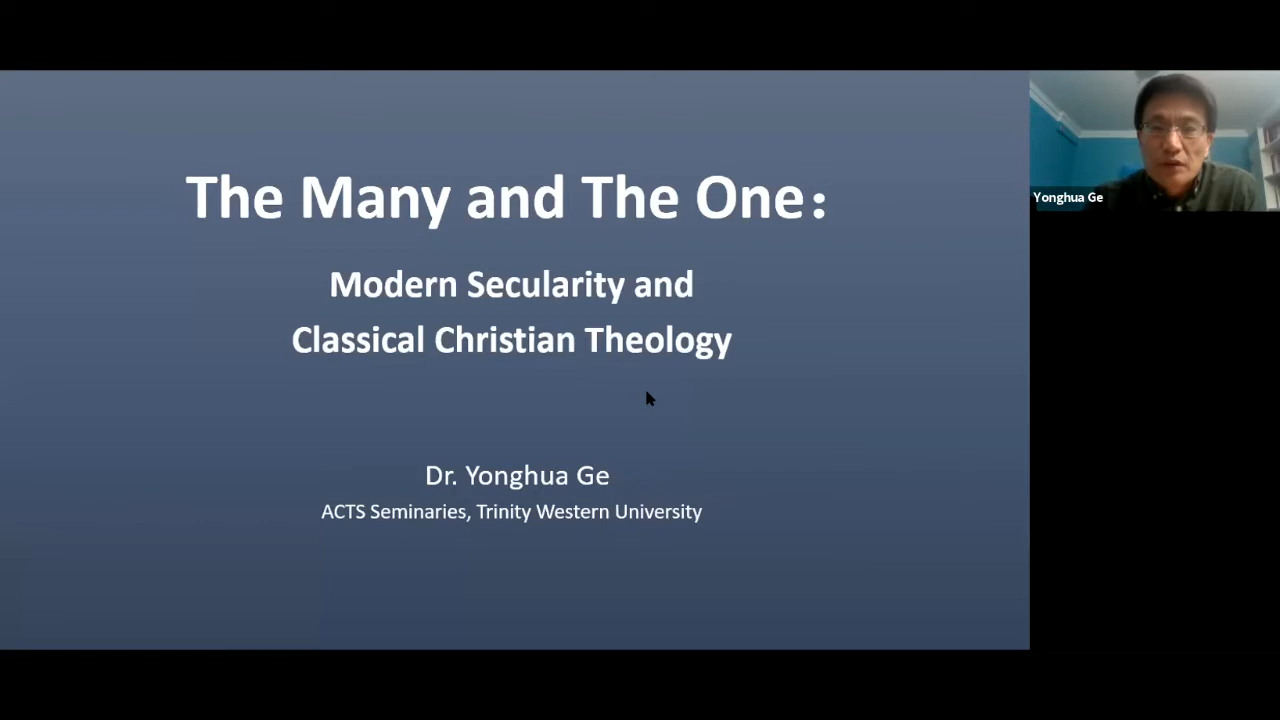 The Many and The One:
Modern Secularity and
Classical Christian Theology
Dr. Yonghua Ge
ACTS Seminaries, Trinity Western University
Yonghua Ge